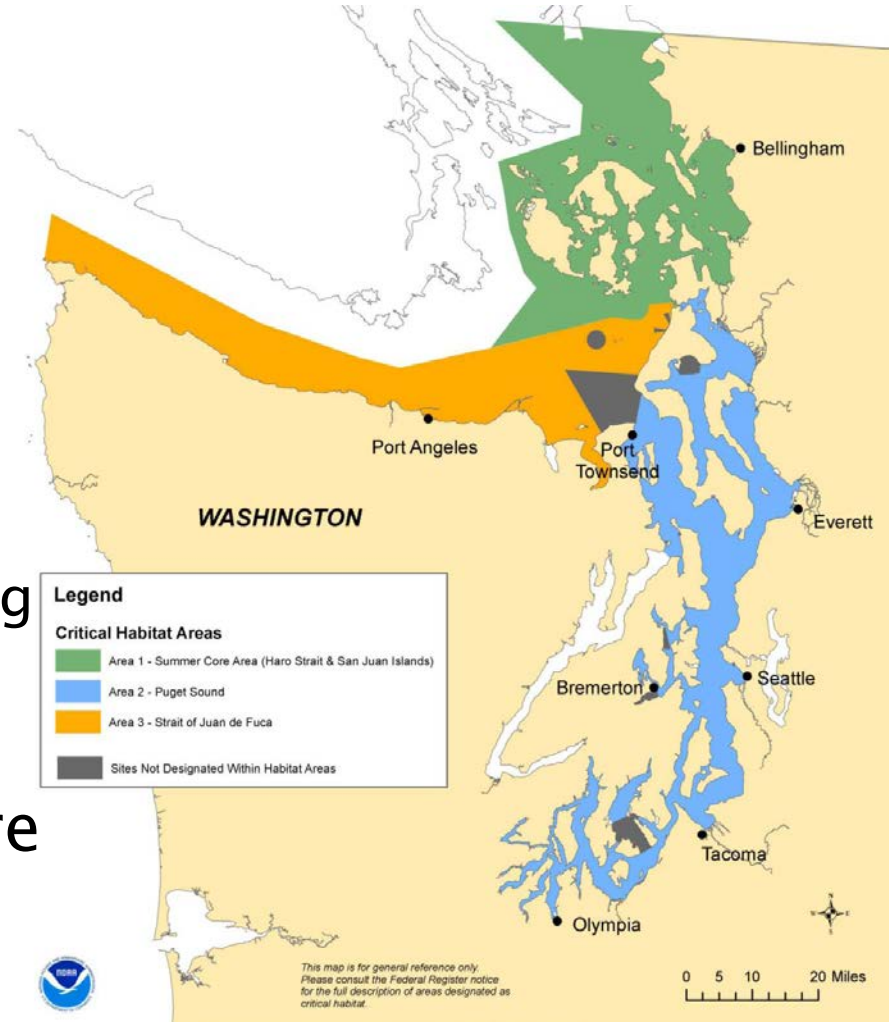 Bellingham
Port Angeles
Port
Townsend
WASHINGTON
Everett
g
Legend
Critical Habitat Areas
Area 1 - Summer Core Area (Haro Strait & San Juan Islands)
Area 2 - Puget Sound
Area 3 - Strait of Juan de Fuca
Sites Not Designated Within Habitat Areas
Bremerton
Seattle
re
Tacoma
Olympia
NOAA
This map is for general reference only.
Please consult the Federal Register notice
for the full description of areas designated as
critical habitat.
N
W E
S
0 5 10 20 Miles